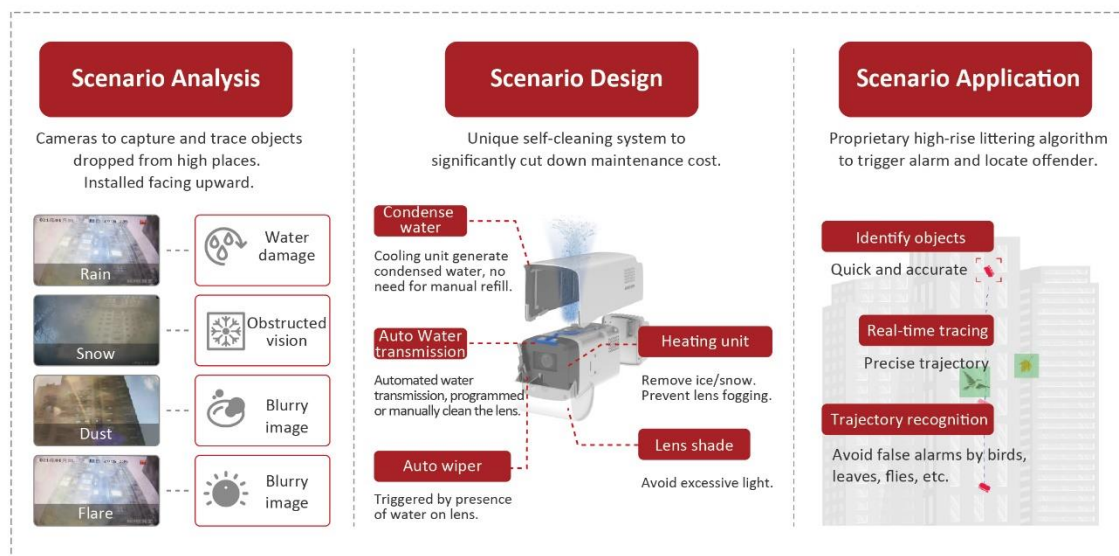 Scenario Analysis
Cameras to capture and trace objects
dropped from high places.
Installed facing upward.
Rain
Water
damage
Snow
Obstructed
vision
Dust
Blurry
image
Flare
Blurry
image
Scenario Design
Unique self-cleaning system to
significantly cut down maintenance cost.
Condense
water
Cooling unit generate
condensed water, no
need for manual refill.
Auto Water
transmission
Automated water
transmission, programmed
or manually clean the lens.
Auto wiper
Triggered by presence
of water on lens.
Heating unit
Remove ice/snow.
Prevent lens fogging.
Lens shade
Avoid excessive light.
Scenario Application
Proprietary high-rise littering algorithm
to trigger alarm and locate offender.
Identify objects
Quick and accurate
Real-time tracing
Precise trajectory
Trajectory recognition
Avoid false alarms by birds,
leaves, flies, etc.